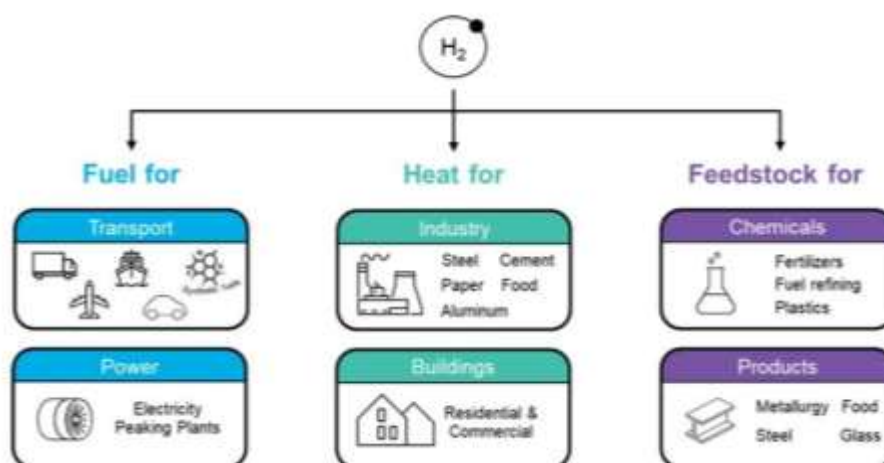 H₂
Fuel for
Heat for
Feedstock for
Transport
Industry
Steel Cement
Paper Food
Aluminum
Chemicals
Fertilizers
Fuel refining
Plastics
Power
Electricity
Peaking Plants
Buildings
Residential &
Commercial
Products
Metallurgy Food
Steel Glass